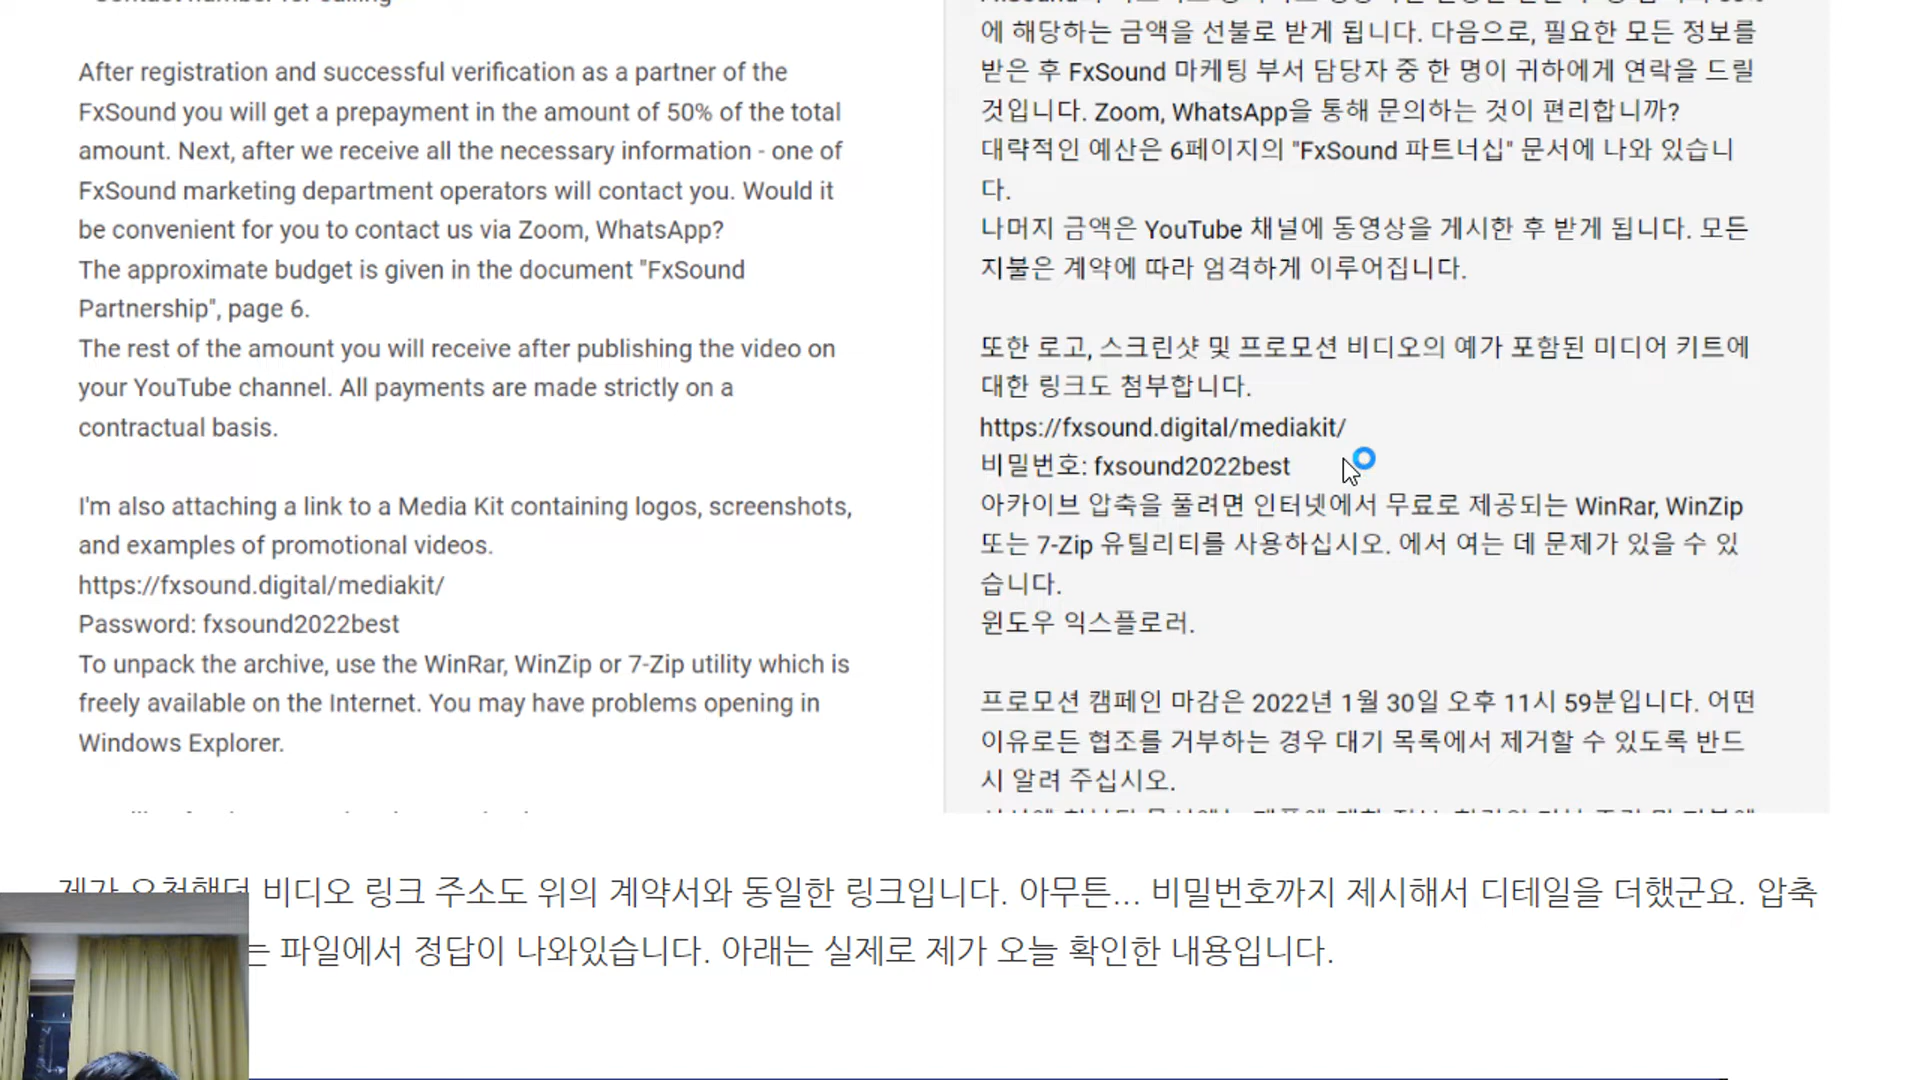 After registration and successful verification as a partner of the
FxSound you will get a prepayment in the amount of 50% of the total
amount. Next, after we receive all the necessary information - one of
FxSound marketing department operators will contact you. Would it
be convenient for you to contact us via Zoom, WhatsApp?
The approximate budget is given in the document "FxSound
Partnership", page 6.
The rest of the amount you will receive after publishing the video on
your YouTube channel. All payments are made strictly on a
contractual basis.
I'm also attaching a link to a Media Kit containing logos, screenshots,
and examples of promotional videos.
https://fxsound.digital/mediakit/
Password: fxsound2022best
To unpack the archive, use the WinRar, WinZip or 7-Zip utility which is
freely available on the Internet. You may have problems opening in
Windows Explorer.
에 해당하는 금액을 선불로 받게 됩니다. 다음으로, 필요한 모든 정보를
받은 후 FxSound 마케팅 부서 담당자 중 한 명이 귀하에게 연락을 드릴
것입니다. Zoom, WhatsApp을 통해 문의하는 것이 편리합니까?
대략적인 예산은 6페이지의 "FxSound 파트너십" 문서에 나와 있습니
다.
나머지 금액은 YouTube 채널에 동영상을 게시한 후 받게 됩니다. 모든
지불은 계약에 따라 엄격하게 이루어집니다.
또한 로고, 스크린샷 및 프로모션 비디오의 예가 포함된 미디어 키트에
대한 링크도 첨부합니다.
https://fxsound.digital/mediakit/
비밀번호: fxsound2022best
아카이브 압축을 풀려면 인터넷에서 무료로 제공되는 WinRar, WinZip
또는 7-Zip 유틸리티를 사용하십시오. 에서 여는 데 문제가 있을 수 있
습니다.
윈도우 익스플로러.
프로모션 캠페인 마감은 2022년 1월 30일 오후 11시 59분입니다. 어떤
이유로든 협조를 거부하는 경우 대기 목록에서 제거할 수 있도록 반드
시 알려 주십시오.
제가 요청했던 비디오 링크 주소도 위의 계약서와 동일한 링크입니다. 아무튼... 비밀번호까지 제시해서 디테일을 더했군요. 압축
는 파일에서 정답이 나와있습니다. 아래는 실제로 제가 오늘 확인한 내용입니다.